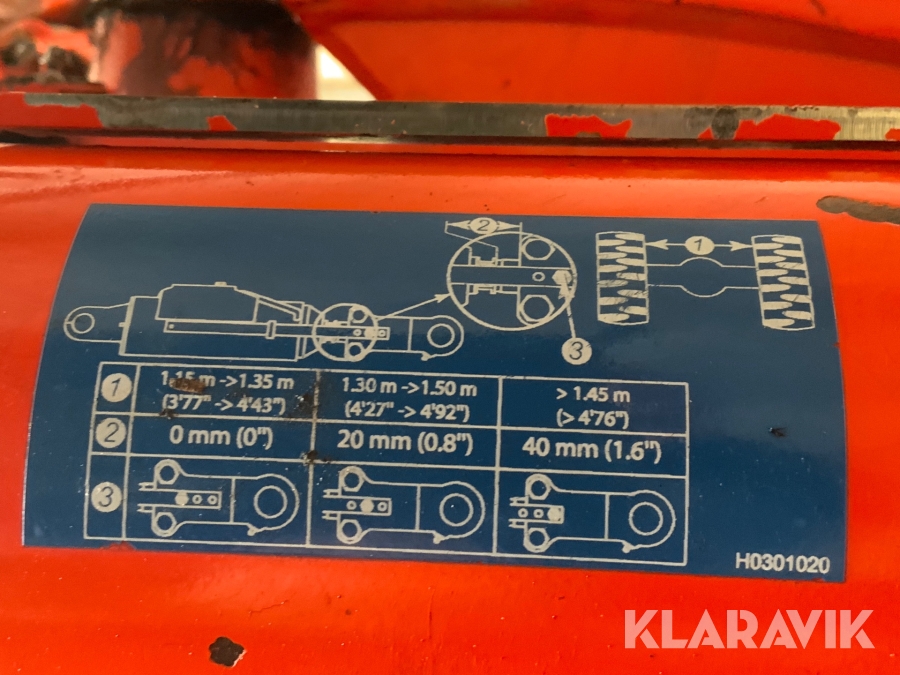 2
1
3
1
1.15 m ->1.35 m
(3'77" -> 4'43")
1.30 m ->1.50 m
(4'27" -> 4'92")
> 1.45 m
(> 4'76")
2
0 mm (0")
20 mm (0.8")
40 mm (1.6")
3
H0301020
KLARAVIK